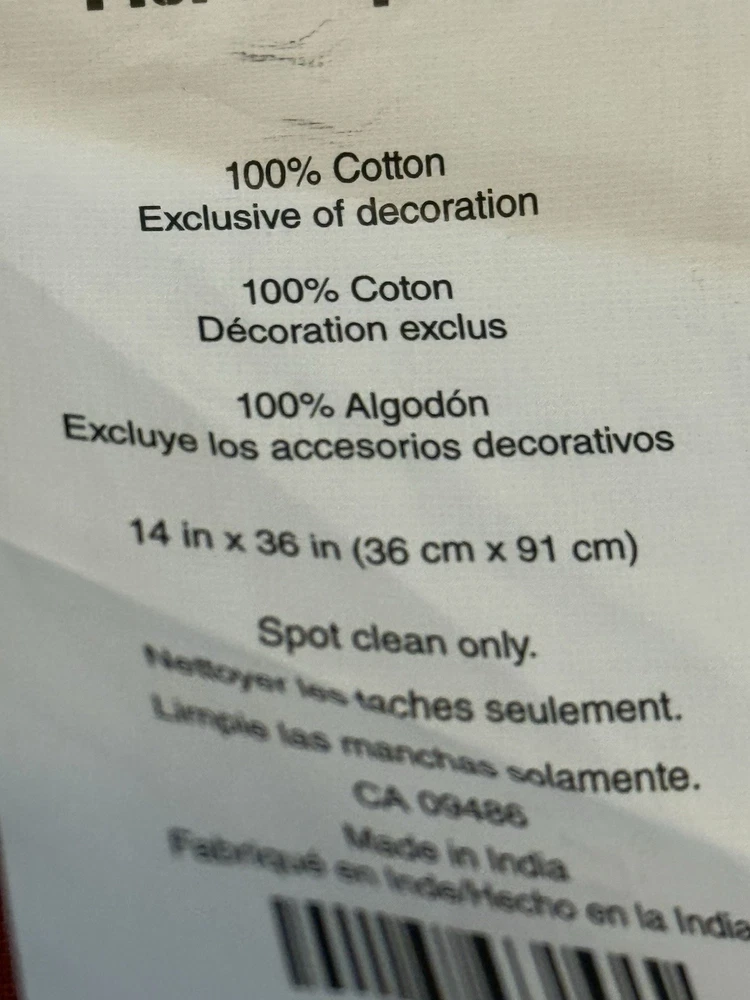 100% Cotton
Exclusive of decoration
100% Coton
Décoration exclus
100% Algodón
Excluye los accesorios decorativos
14 in x 36 in (36 cm x 91 cm)
Spot clean only.
Nettoyer les taches seulement.
Limpie las manchas solamente.
CA 09486
Made in India
Fabriqué en Inde/Hecho en la India